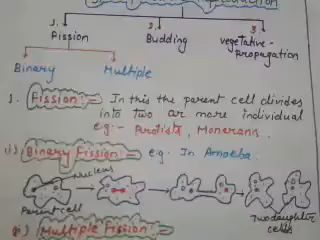 1.
2.
3.
Fission
Budding
vegetative-
propagation
Binary
Multiple
1. Fission:- In this the parent cell divides
into two are more individual
e.g:- Protists, Monerans.
ii) Binary Fission:- e.g. In Amoeba.
nucleus
Parent cell
Two daughter
cells
Multiple Fission:-